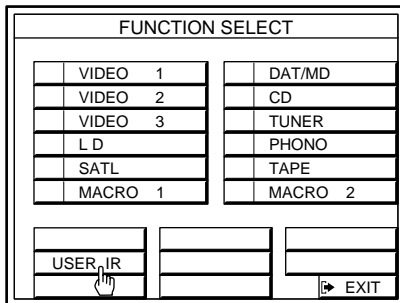 FUNCTION SELECT
VIDEO 1 DAT/MD
VIDEO 2 CD
VIDEO 3 TUNER
L D PHONO
SATL TAPE
MACRO 1 MACRO 2
USER IR
EXIT